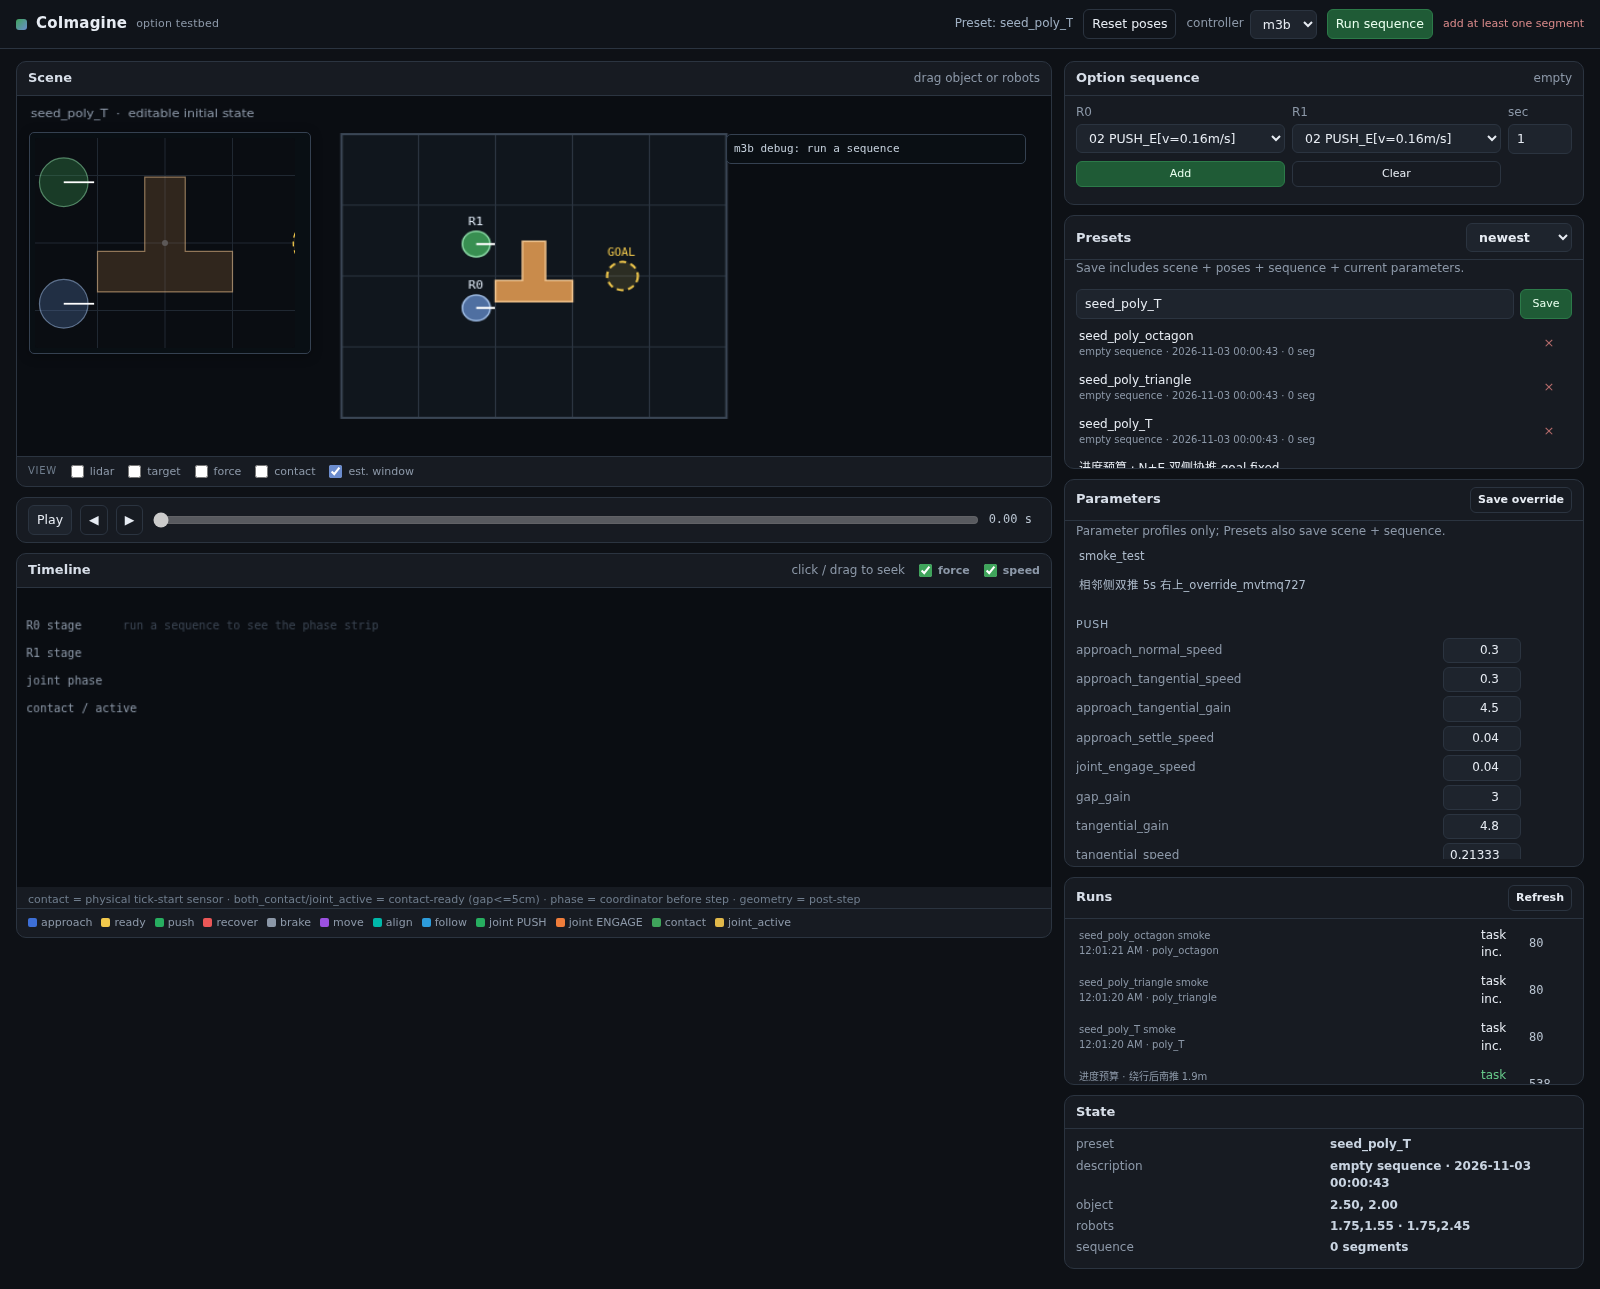 CoImagine option testbed
Preset: seed_poly_T Reset poses controller m3b Run sequence add at least one segment
Scene drag object or robots
seed_poly_T · editable initial state
m3b debug: run a sequence
R1
GOAL
R0
VIEW lidar target force contact est. window
Play ◀ ▶ 0.00 s
Timeline click / drag to seek force speed
R0 stage run a sequence to see the phase strip
R1 stage
joint phase
contact / active
contact = physical tick-start sensor · both_contact/joint_active = contact-ready (gap<=5cm) · phase = coordinator before step · geometry = post-step
approach ready push recover brake move align follow joint PUSH joint ENGAGE contact joint_active
Option sequence empty
R0 R1 sec
02 PUSH_E[v=0.16m/s] 02 PUSH_E[v=0.16m/s] 1
Add Clear
Presets newest
Save includes scene + poses + sequence + current parameters.
seed_poly_T Save
seed_poly_octagon ×
empty sequence · 2026-11-03 00:00:43 · 0 seg
seed_poly_triangle ×
empty sequence · 2026-11-03 00:00:43 · 0 seg
seed_poly_T ×
empty sequence · 2026-11-03 00:00:43 · 0 seg
进度预算 · N+E 双侧协推 goal fixed
Parameters Save override
Parameter profiles only; Presets also save scene + sequence.
smoke_test
相邻侧双推 5s 右上_override_mvtmq727
PUSH
approach_normal_speed 0.3
approach_tangential_speed 0.3
approach_tangential_gain 4.5
approach_settle_speed 0.04
joint_engage_speed 0.04
gap_gain 3
tangential_gain 4.8
tangential_speed 0.21333
Runs Refresh
seed_poly_octagon smoke task
12:01:21 AM · poly_octagon inc. 80
seed_poly_triangle smoke task
12:01:20 AM · poly_triangle inc. 80
seed_poly_T smoke task
12:01:20 AM · poly_T inc. 80
进度预算 · 绕行后南推 1.9m task 538
State
preset seed_poly_T
description empty sequence · 2026-11-03
00:00:43
object 2.50, 2.00
robots 1.75,1.55 · 1.75,2.45
sequence 0 segments